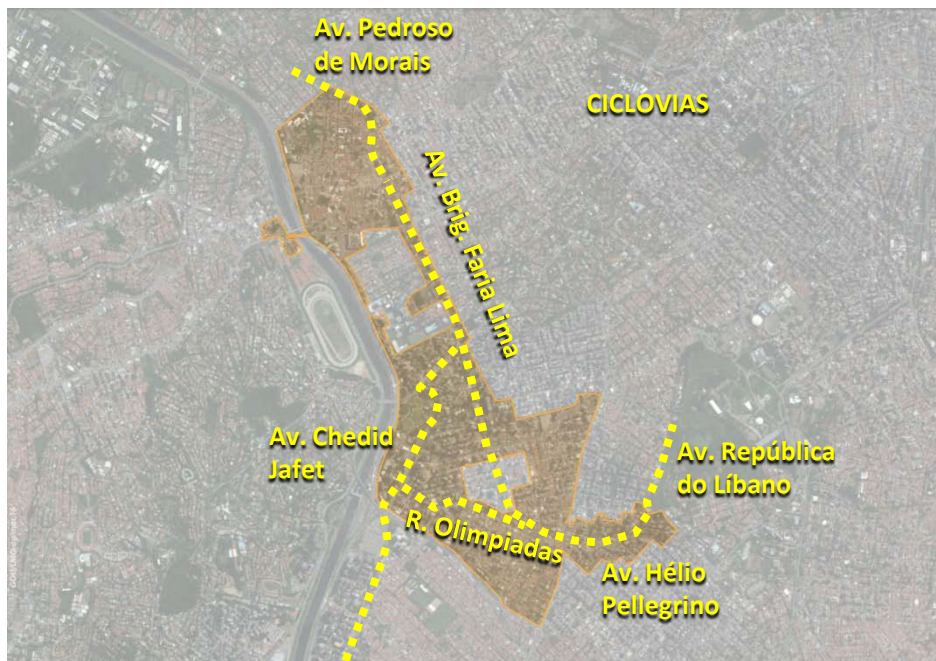 Av. Pedroso
de Morais
CICLOVIAS
Av. Brig. Faria Lima
Av. Chedid
Jafet
Av. República
do Líbano
R. Olimpiadas
Av. Hélio
Pellegrino